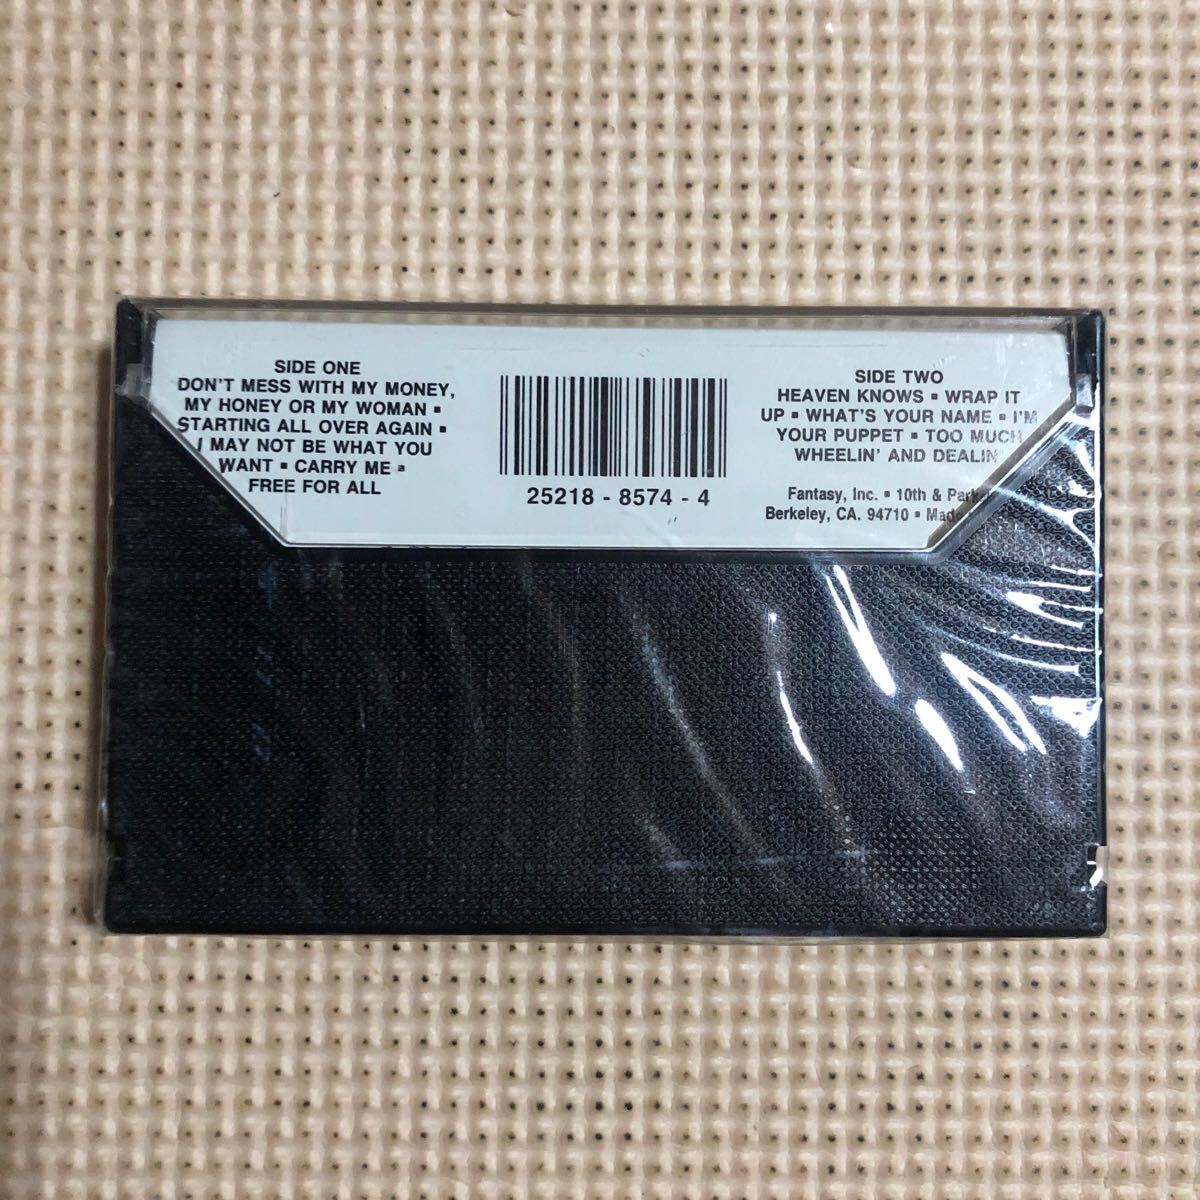 SIDE ONE
DON'T MESS WITH MY MONEY,
MY HONEY OR MY WOMAN ▪
STARTING ALL OVER AGAIN ▪
I MAY NOT BE WHAT YOU
WANT ▪ CARRY ME ▪
FREE FOR ALL
25218 - 8574 - 4
SIDE TWO
HEAVEN KNOWS ▪ WRAP IT
UP ▪ WHAT'S YOUR NAME ▪ I'M
YOUR PUPPET ▪ TOO MUCH
WHEELIN' AND DEALIN'
Fantasy, Inc. ▪ 10th &
Berkeley, CA. 94710 ▪ Made